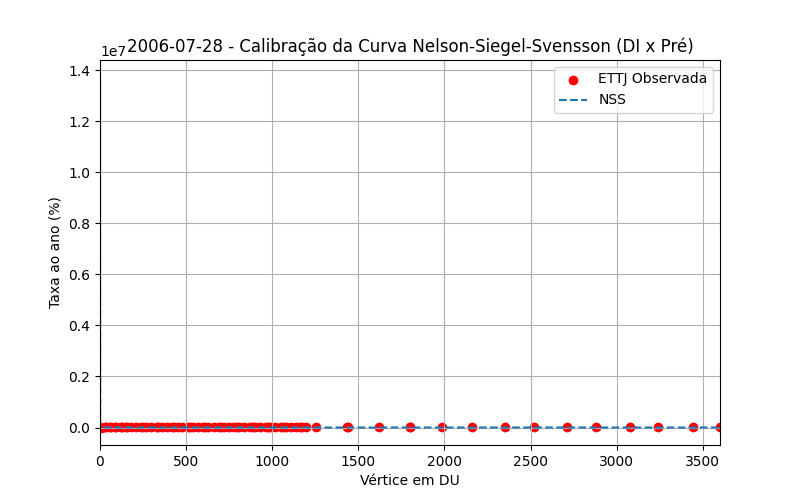 2006-07-28 - Calibração da Curva Nelson-Siegel-Svensson (DI x Pré)
1e7
ETTJ Observada
NSS
Taxa ao ano (%)
1.4
1.2
1.0
0.8
0.6
0.4
0.2
0.0
0 500 1000 1500 2000 2500 3000 3500
Vértice em DU